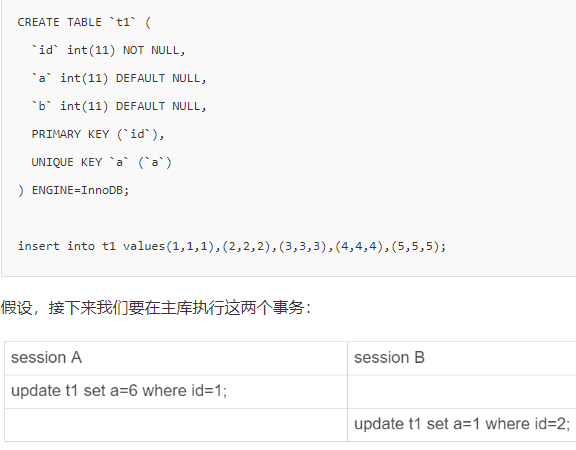 CREATE TABLE `t1` (
`id` int(11) NOT NULL,
`a` int(11) DEFAULT NULL,
`b` int(11) DEFAULT NULL,
PRIMARY KEY (`id`),
UNIQUE KEY `a` (`a`)
) ENGINE=InnoDB;
insert into t1 values(1,1,1),(2,2,2),(3,3,3),(4,4,4),(5,5,5);
假设，接下来我们要在主库执行这两个事务：
session A session B
update t1 set a=6 where id=1;
update t1 set a=1 where id=2;